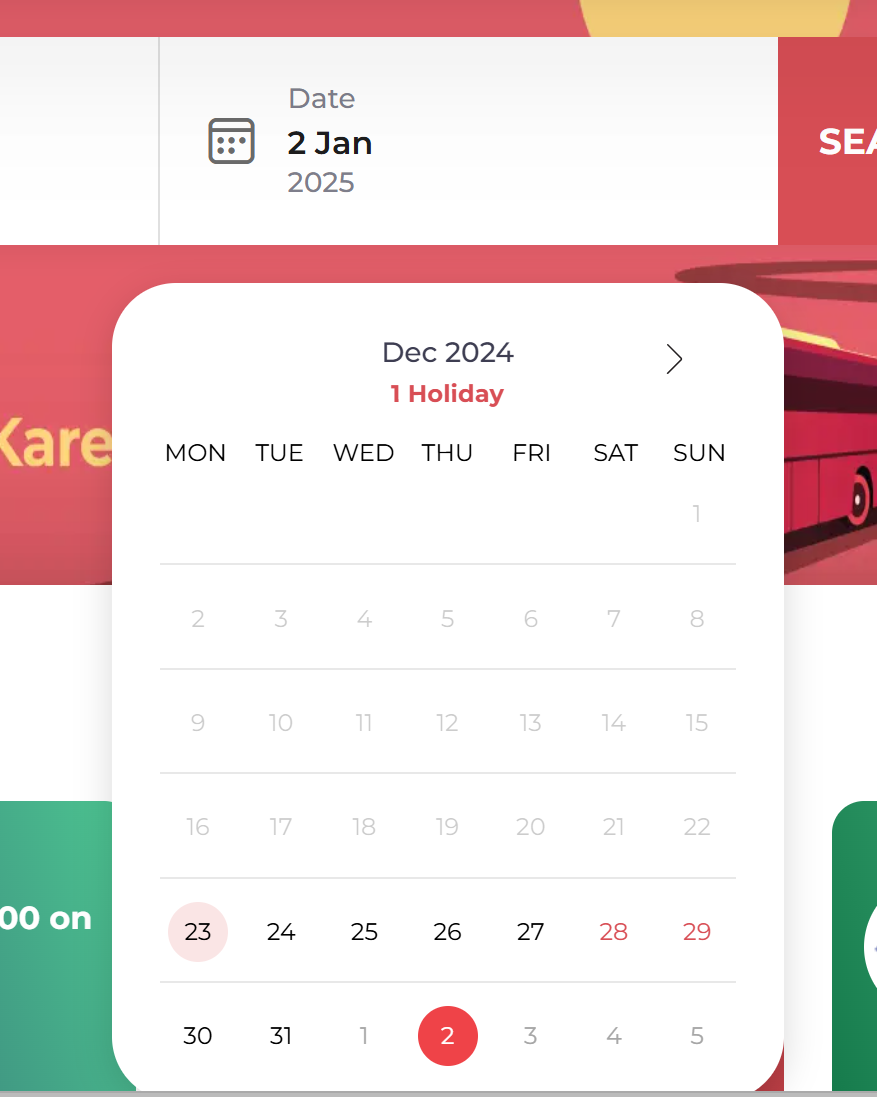 Date
2 Jan
2025
SEA
Dec 2024
1 Holiday
Kare
MON TUE WED THU FRI SAT SUN
1
2 3 4 5 6 7 8
9 10 11 12 13 14 15
16 17 18 19 20 21 22
00 on
23 24 25 26 27 28 29
30 31 1 2 3 4 5